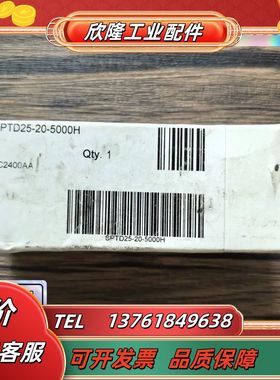 欣隆工业配件
PTD25-20-5000H
Qty. 1
C2400AA
SPTD25-20-5000H
价
TEL 13761849638
客服
可开发票 品质保障